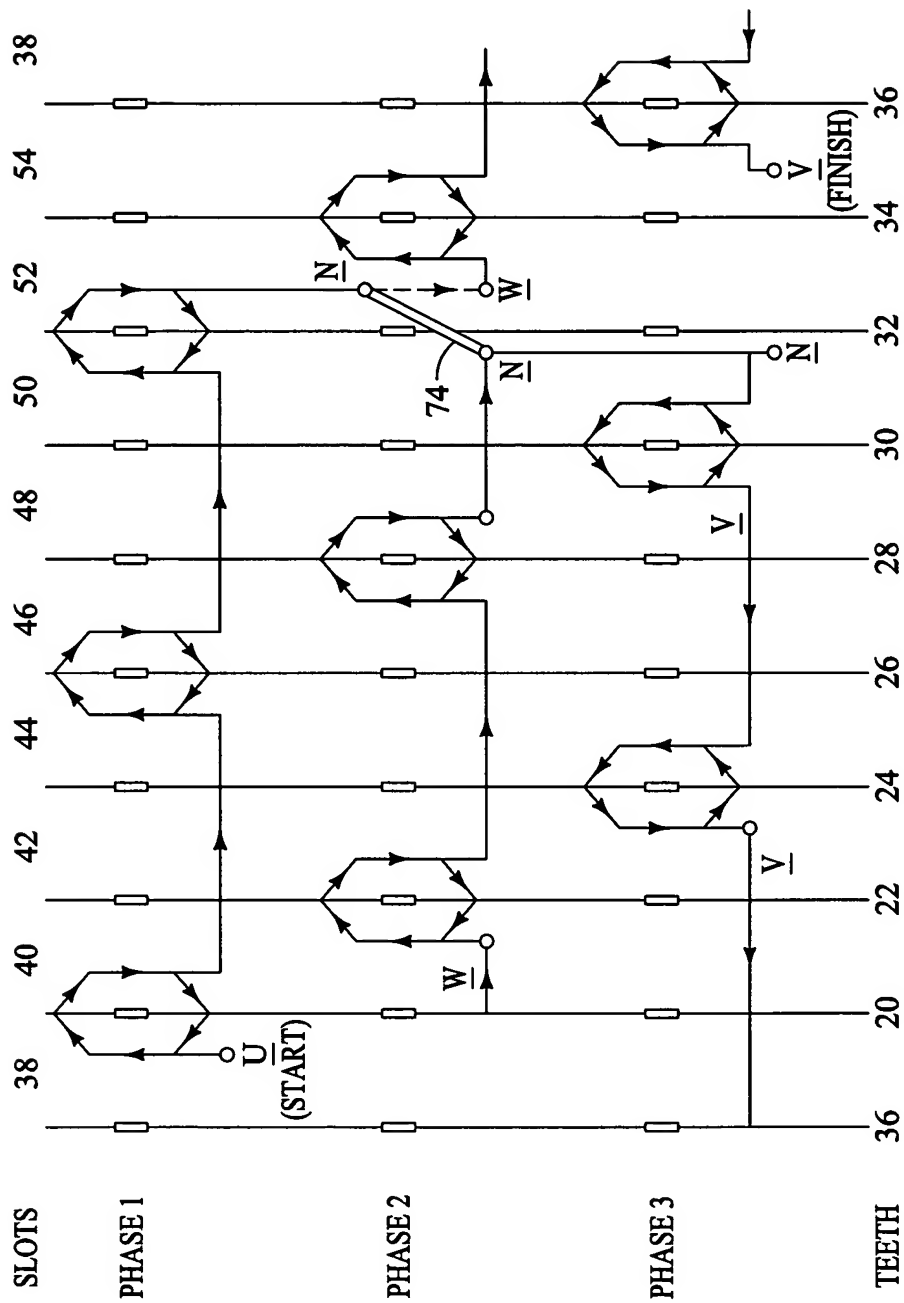 SLOTS 38 40 42 44 46 48 50 52 54 38
PHASE 1
U
(START)
PHASE 2
W
74
N
N
W
PHASE 3
V
V
N
V
(FINISH)
TEETH 36 20 22 24 26 28 30 32 34 36